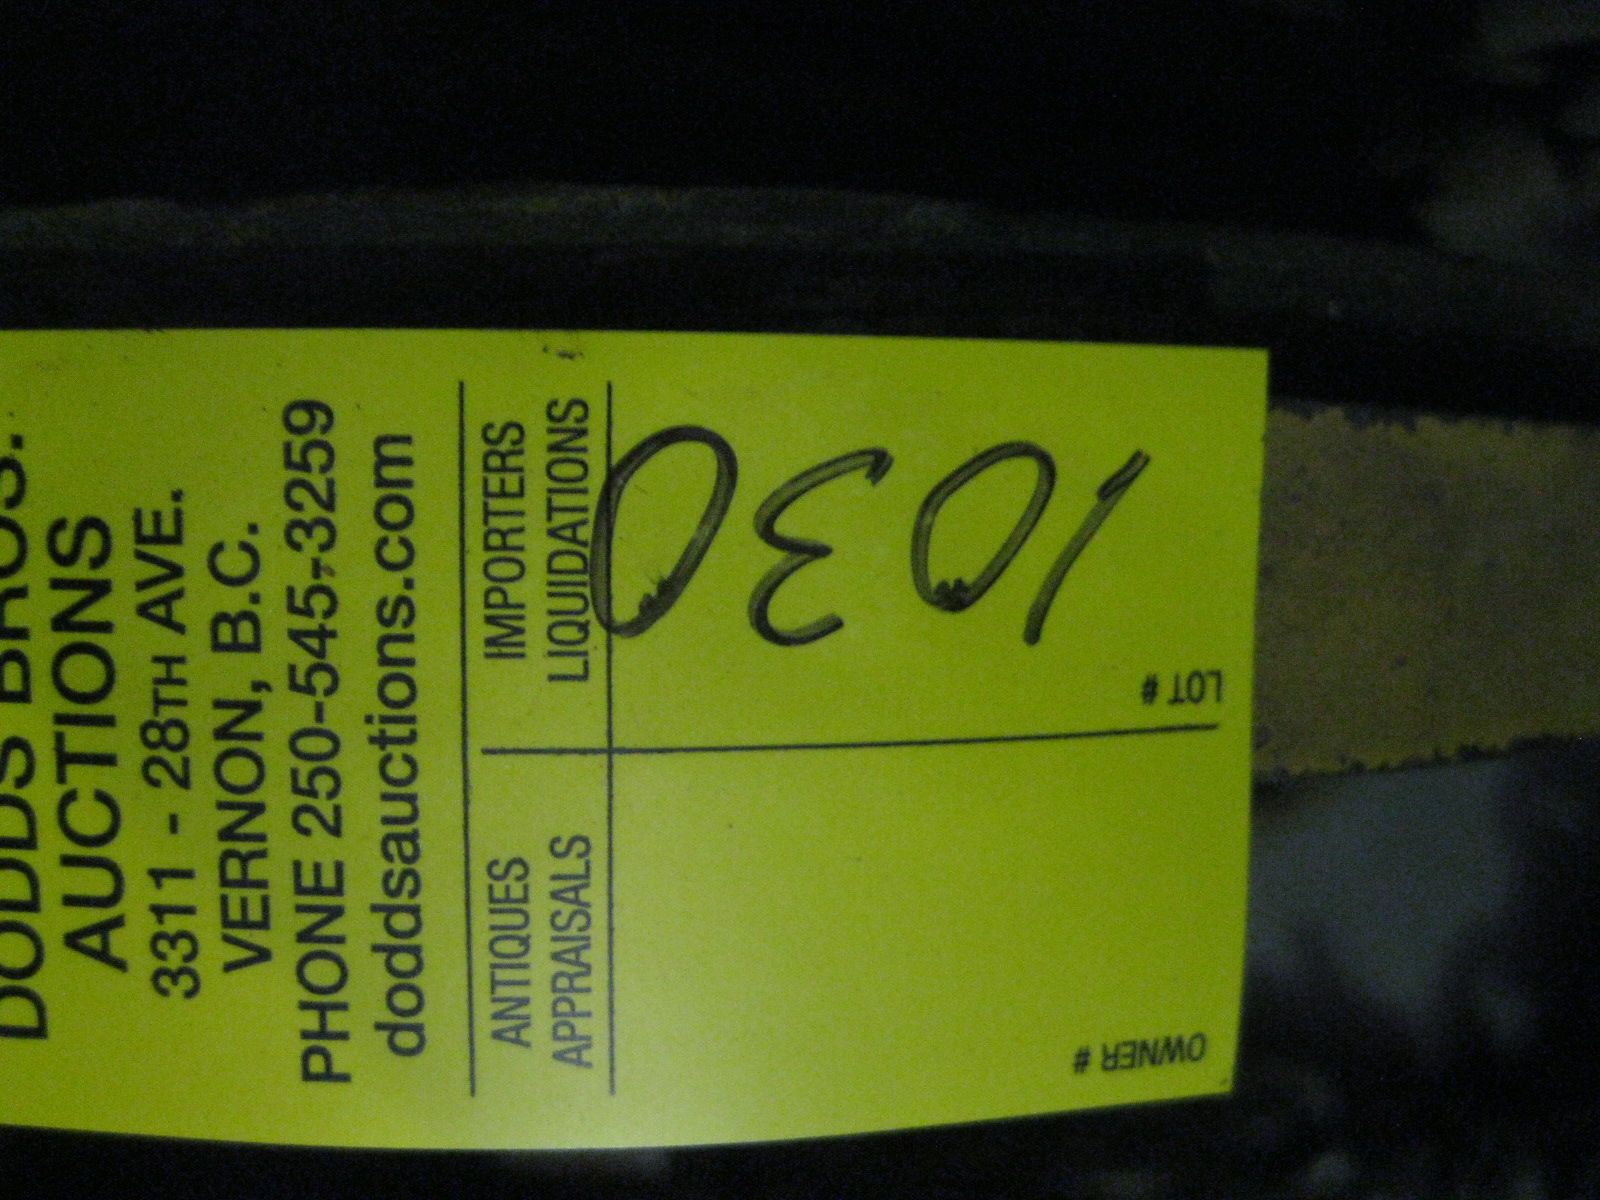 DODDS BROS.
AUCTIONS
3311 - 28TH AVE.
VERNON, B.C.
PHONE 250-545-3259
doddsauctions.com
ANTIQUES IMPORTERS
APPRAISALS LIQUIDATIONS
LOT #
1030
OWNER #